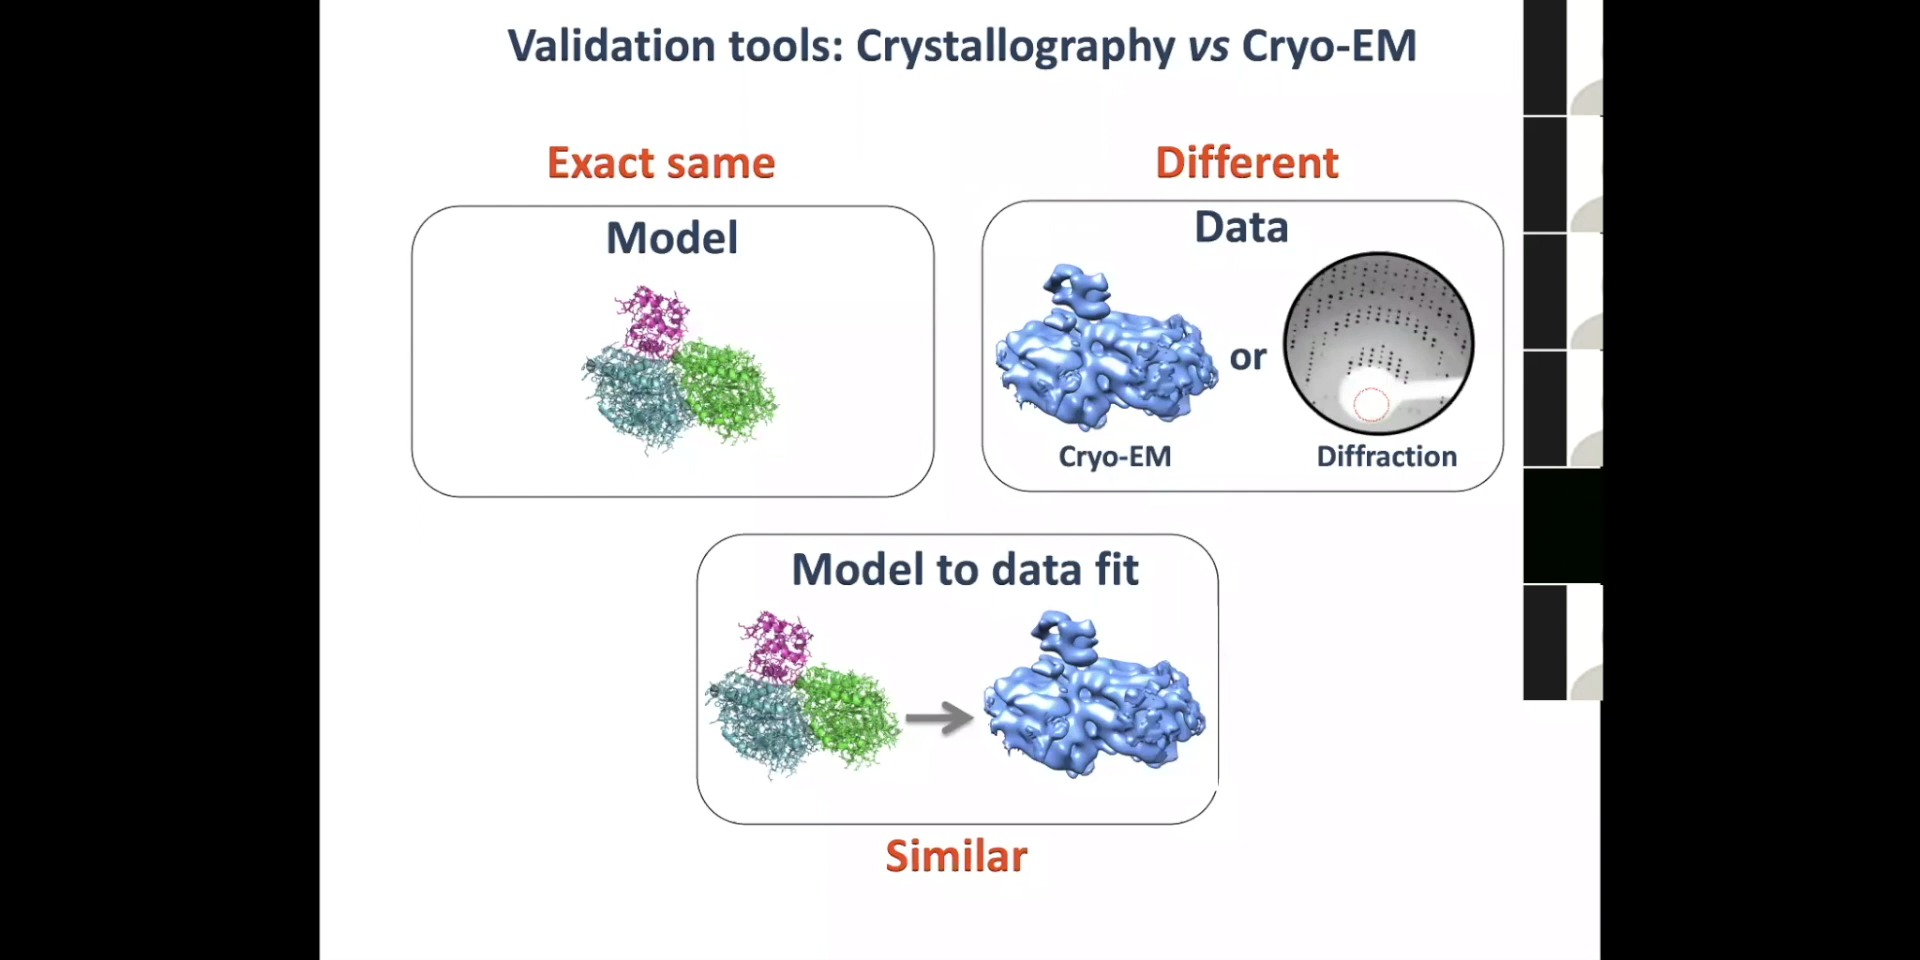 Validation tools: Crystallography vs Cryo-EM
Exact same
Different
Model
Data
or
Cryo-EM
Diffraction
Model to data fit
Similar